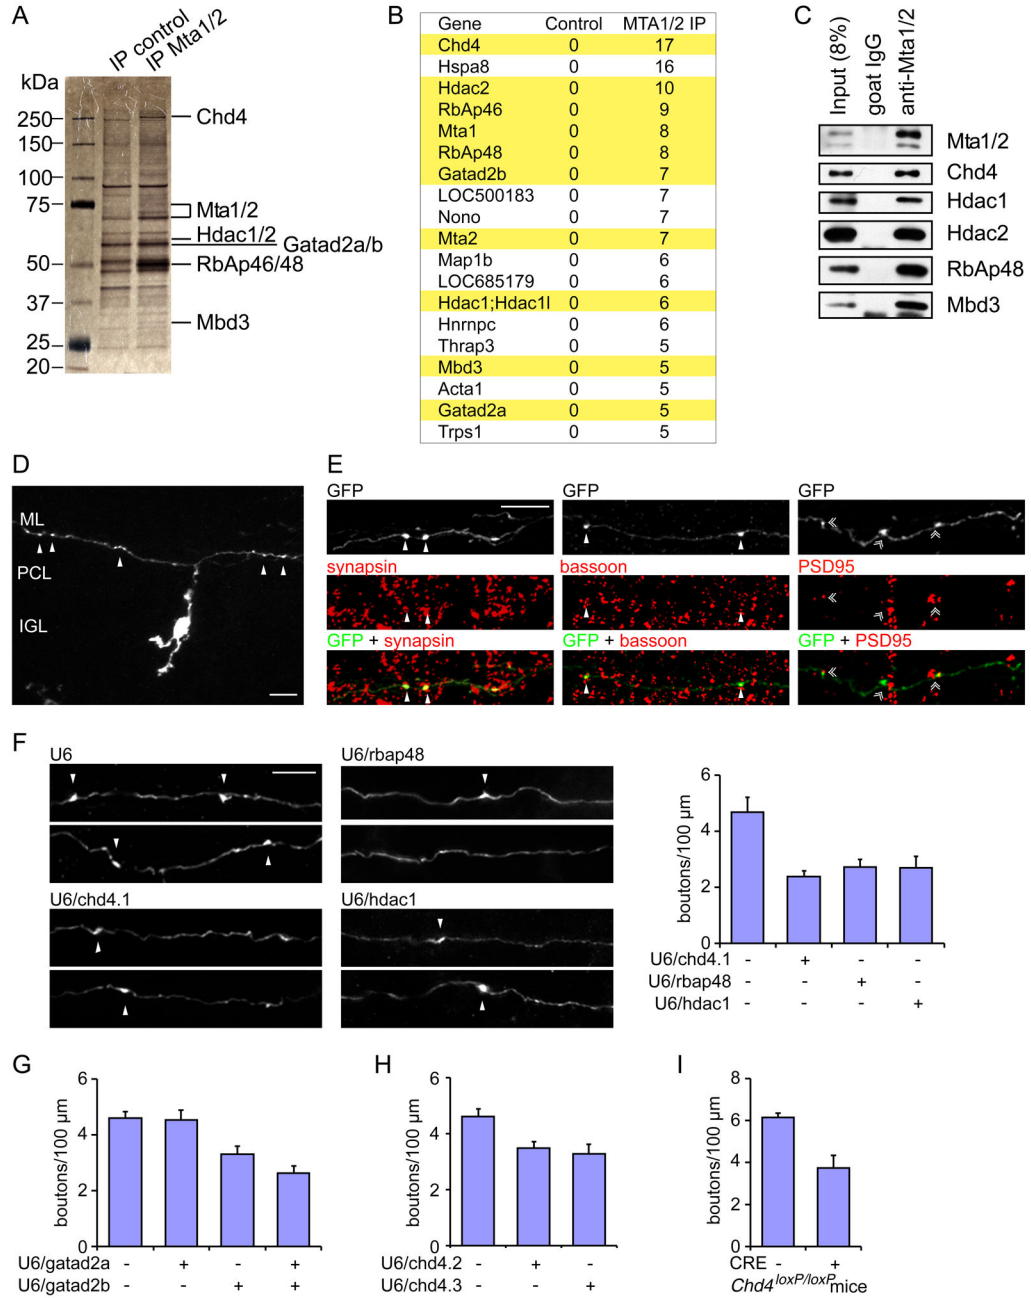 A
IP control
IP Mta1/2
kDa
250
150
100
75
50
37
25
20
Chd4
Mta1/2
Hdac1/2
Gatad2a/b
RbAp46/48
Mbd3
B
Gene Control MTA1/2 IP
Chd4 0 17
Hspa8 0 16
Hdac2 0 10
RbAp46 0 9
Mta1 0 8
RbAp48 0 8
Gatad2b 0 7
LOC500183 0 7
Nono 0 7
Mta2 0 7
Map1b 0 6
LOC685179 0 6
Hdac1;Hdac1l 0 6
Hnrnpc 0 6
Thrap3 0 5
Mbd3 0 5
Acta1 0 5
Gatad2a 0 5
Trps1 0 5
C
Input (8%)
goat IgG
anti-Mta1/2
Mta1/2
Chd4
Hdac1
Hdac2
RbAp48
Mbd3
D
ML
PCL
IGL
E
GFP GFP GFP
synapsin bassoon PSD95
GFP + synapsin GFP + bassoon GFP + PSD95
F
U6 U6/rbap48
U6/chd4.1 U6/hdac1
boutons/100 µm
6
4
2
0
U6/chd4.1 - + - -
U6/rbap48 - - + -
U6/hdac1 - - - +
G
boutons/100 µm
6
4
2
0
U6/gatad2a - + - +
U6/gatad2b - - + +
H
boutons/100 µm
6
4
2
0
U6/chd4.2 - + -
U6/chd4.3 - - +
I
boutons/100 µm
8
6
4
2
0
CRE - +
Chd4loxP/loxP mice